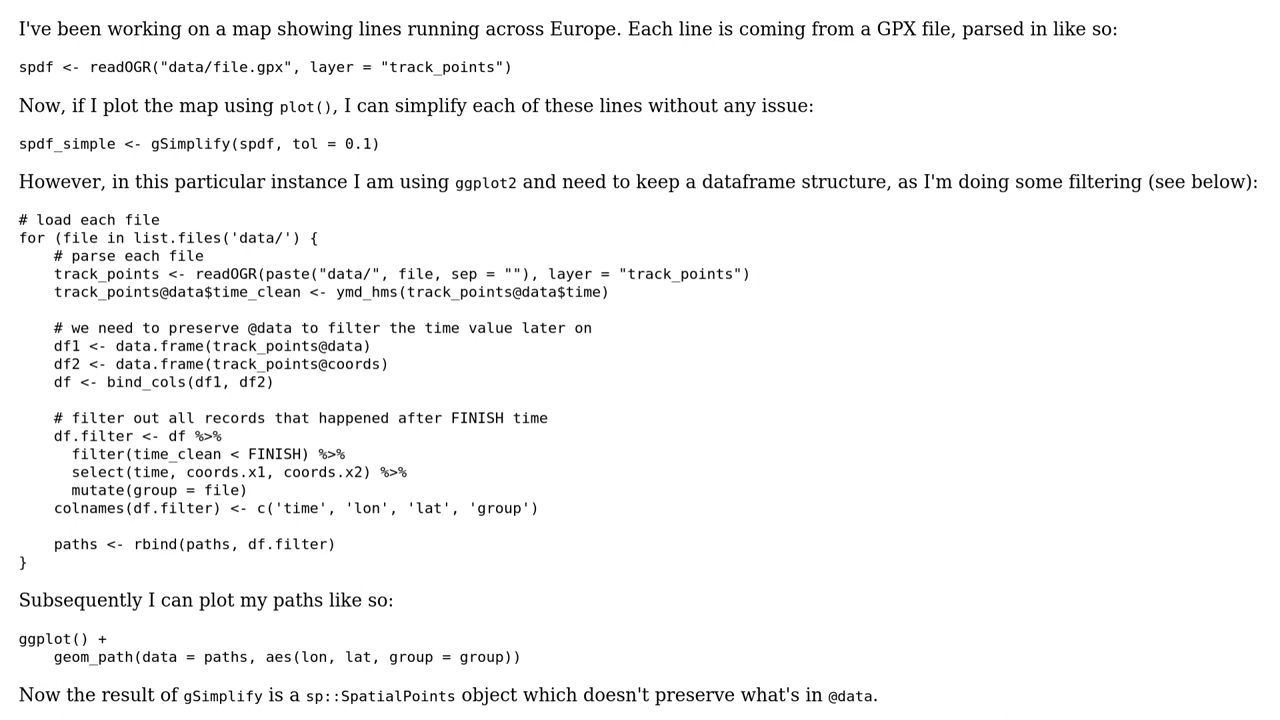 I've been working on a map showing lines running across Europe. Each line is coming from a GPX file, parsed in like so:
spdf <- readOGR("data/file.gpx", layer = "track_points")
Now, if I plot the map using plot(), I can simplify each of these lines without any issue:
spdf_simple <- gSimplify(spdf, tol = 0.1)
However, in this particular instance I am using ggplot2 and need to keep a dataframe structure, as I'm doing some filtering (see below):
# load each file
for (file in list.files('data/') {
    # parse each file
    track_points <- readOGR(paste("data/", file, sep = ""), layer = "track_points")
    track_points@data$time_clean <- ymd_hms(track_points@data$time)

    # we need to preserve @data to filter the time value later on
    df1 <- data.frame(track_points@data)
    df2 <- data.frame(track_points@coords)
    df <- bind_cols(df1, df2)

    # filter out all records that happened after FINISH time
    df.filter <- df %>%
      filter(time_clean < FINISH) %>%
      select(time, coords.x1, coords.x2) %>%
      mutate(group = file)
    colnames(df.filter) <- c('time', 'lon', 'lat', 'group')

    paths <- rbind(paths, df.filter)
}
Subsequently I can plot my paths like so:
ggplot() +
    geom_path(data = paths, aes(lon, lat, group = group))
Now the result of gSimplify is a sp::SpatialPoints object which doesn't preserve what's in @data.